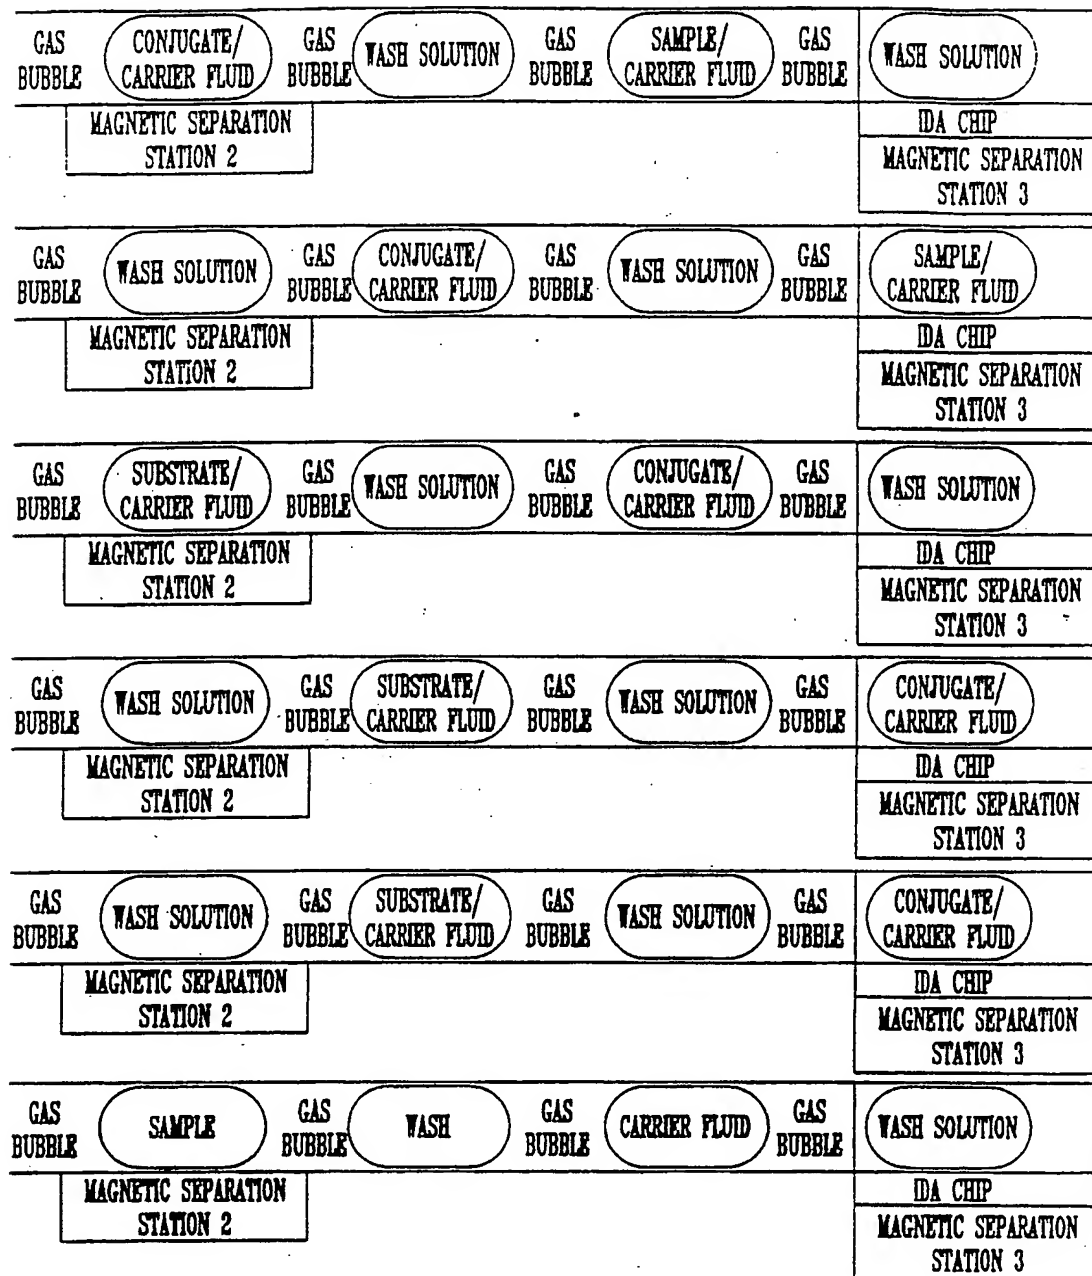 GAS BUBBLE
CONJUGATE/
CARRIER FLUID
GAS BUBBLE
WASH SOLUTION
GAS BUBBLE
SAMPLE/
CARRIER FLUID
GAS BUBBLE
WASH SOLUTION
MAGNETIC SEPARATION
STATION 2
IDA CHIP
MAGNETIC SEPARATION
STATION 3
GAS BUBBLE
WASH SOLUTION
GAS BUBBLE
CONJUGATE/
CARRIER FLUID
GAS BUBBLE
WASH SOLUTION
GAS BUBBLE
SAMPLE/
CARRIER FLUID
MAGNETIC SEPARATION
STATION 2
IDA CHIP
MAGNETIC SEPARATION
STATION 3
GAS BUBBLE
SUBSTRATE/
CARRIER FLUID
GAS BUBBLE
WASH SOLUTION
GAS BUBBLE
CONJUGATE/
CARRIER FLUID
GAS BUBBLE
WASH SOLUTION
MAGNETIC SEPARATION
STATION 2
IDA CHIP
MAGNETIC SEPARATION
STATION 3
GAS BUBBLE
WASH SOLUTION
GAS BUBBLE
SUBSTRATE/
CARRIER FLUID
GAS BUBBLE
WASH SOLUTION
GAS BUBBLE
CONJUGATE/
CARRIER FLUID
MAGNETIC SEPARATION
STATION 2
IDA CHIP
MAGNETIC SEPARATION
STATION 3
GAS BUBBLE
WASH SOLUTION
GAS BUBBLE
SUBSTRATE/
CARRIER FLUID
GAS BUBBLE
WASH SOLUTION
GAS BUBBLE
CONJUGATE/
CARRIER FLUID
MAGNETIC SEPARATION
STATION 2
IDA CHIP
MAGNETIC SEPARATION
STATION 3
GAS BUBBLE
SAMPLE
GAS BUBBLE
WASH
GAS BUBBLE
CARRIER FLUID
GAS BUBBLE
WASH SOLUTION
MAGNETIC SEPARATION
STATION 2
IDA CHIP
MAGNETIC SEPARATION
STATION 3